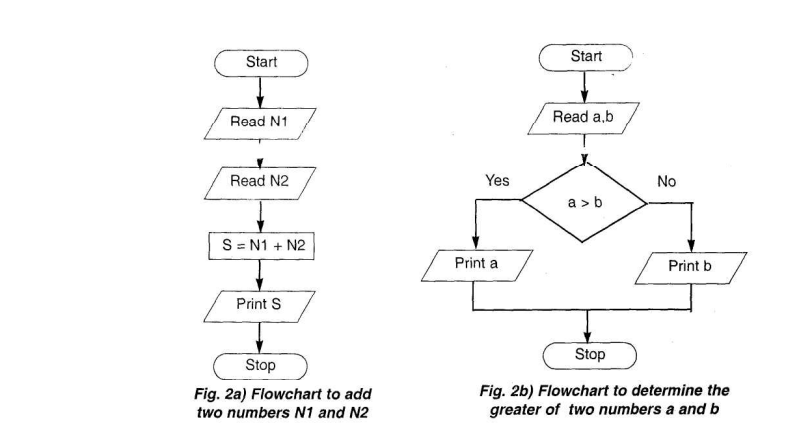 Start
Read N1
Read N2
S = N1 + N2
Print S
Stop
Fig. 2a) Flowchart to add
two numbers N1 and N2
Start
Read a,b
Yes
No
a > b
Print a
Print b
Stop
Fig. 2b) Flowchart to determine the
greater of two numbers a and b